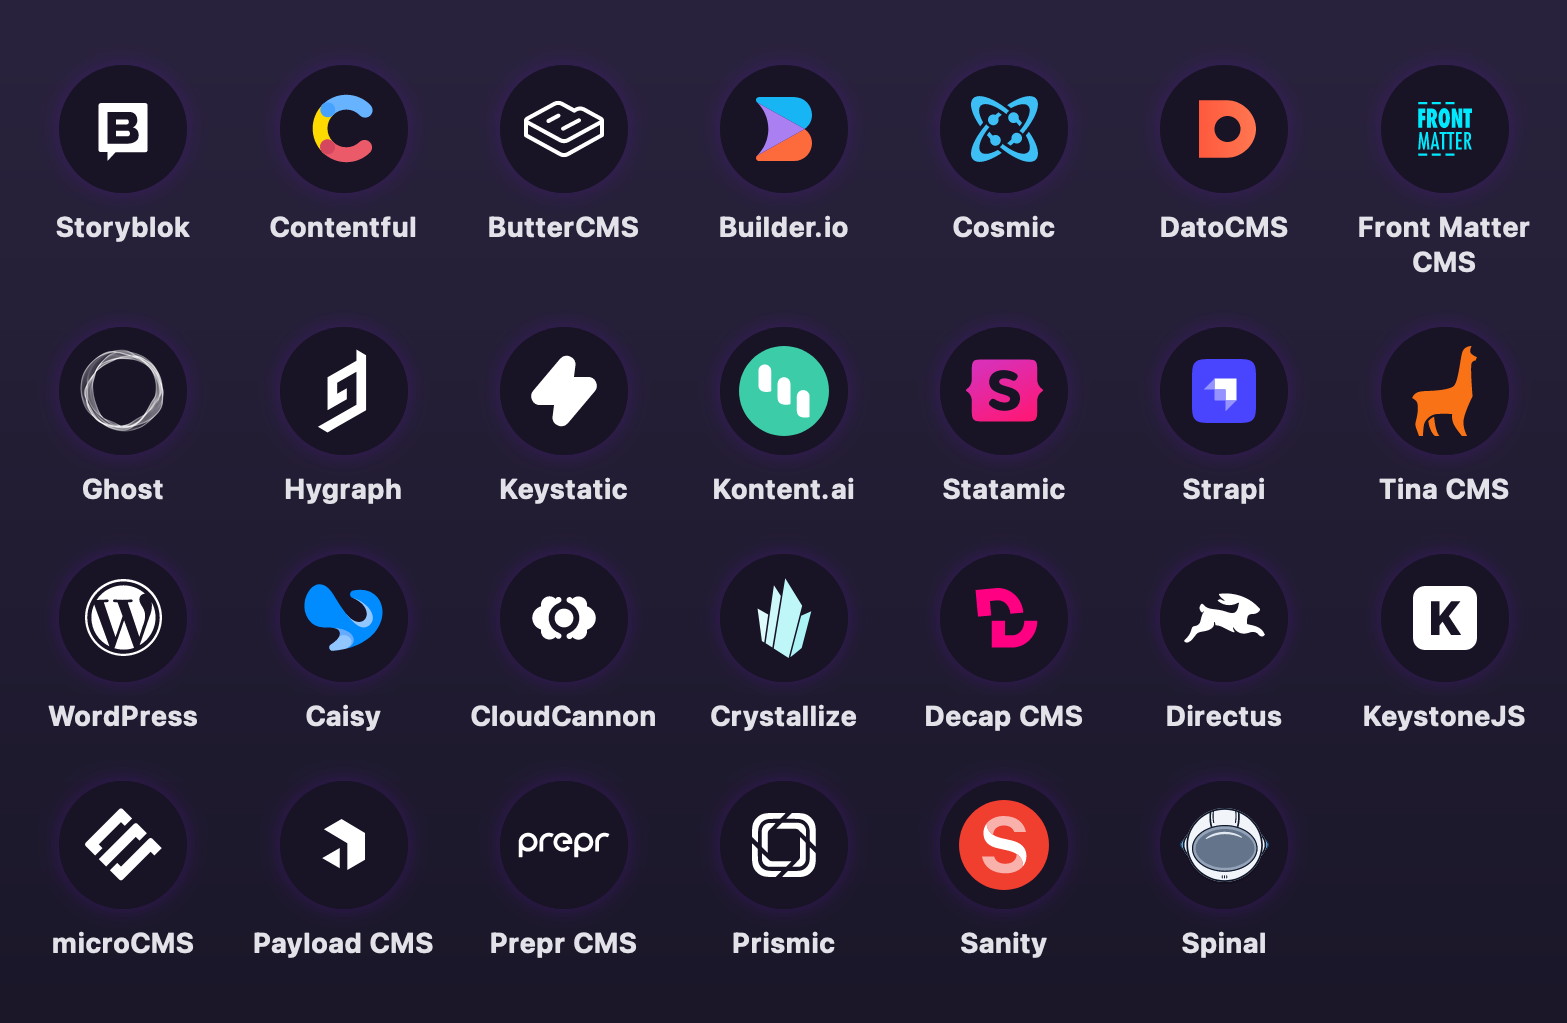 B
FRONT
MATTER
Storyblok
Contentful
ButterCMS
Builder.io
Cosmic
DatoCMS
Front Matter
CMS
S
Ghost
Hygraph
Keystatic
Kontent.ai
Statamic
Strapi
Tina CMS
W
K
WordPress
Caisy
CloudCannon
Crystallize
Decap CMS
Directus
KeystoneJS
prepr
S
microCMS
Payload CMS
Prepr CMS
Prismic
Sanity
Spinal